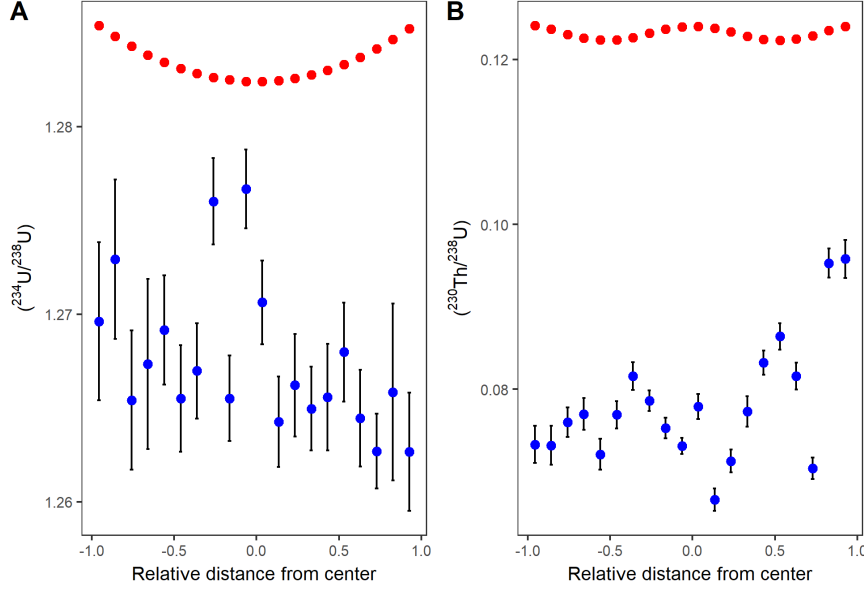 A
1.28
1.27
1.26
(²³⁴U/²³⁸U)
-1.0 -0.5 0.0 0.5 1.0
Relative distance from center
B
0.12
0.10
0.08
(²³⁰Th/²³⁸U)
-1.0 -0.5 0.0 0.5 1.0
Relative distance from center